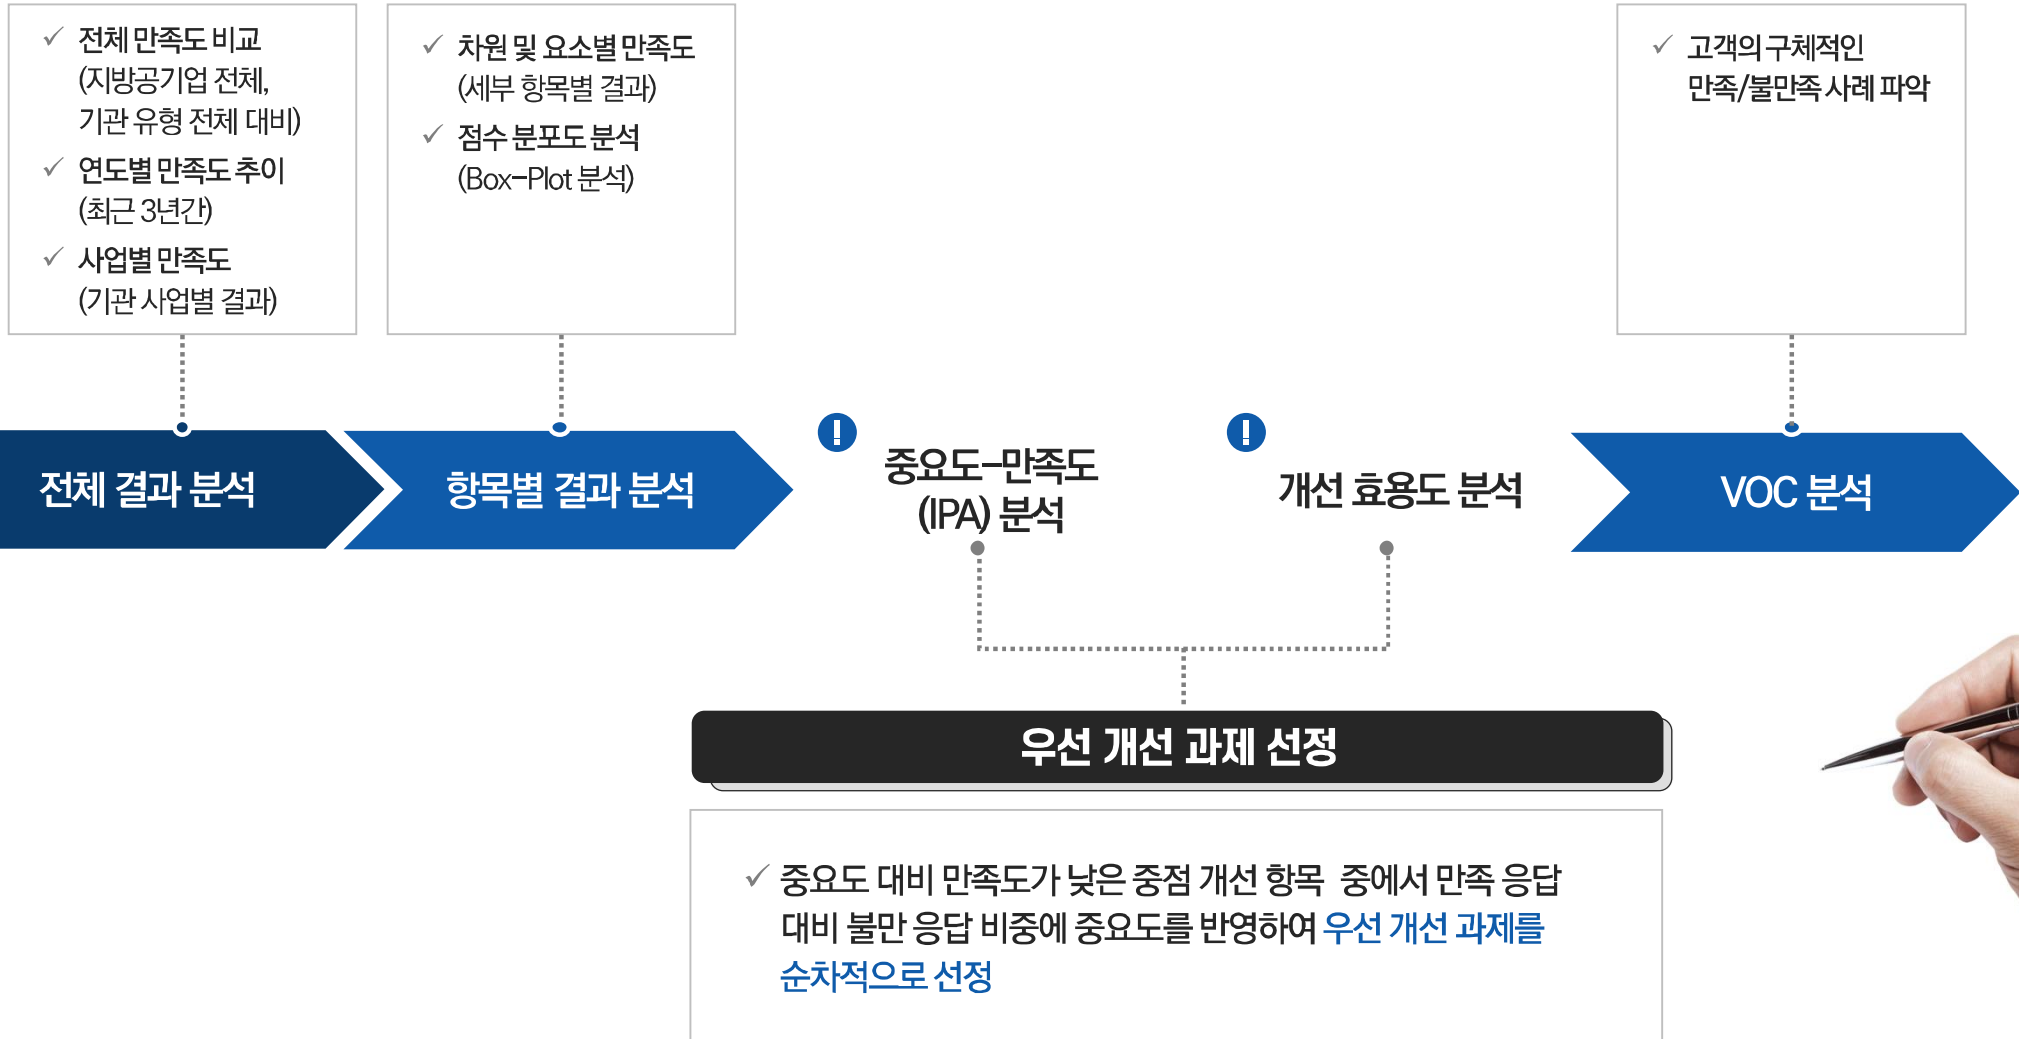 전체 만족도 비교
(지방공기업 전체,
기관 유형 전체 대비)
연도별 만족도 추이
(최근 3년간)
사업별 만족도
(기관 사업별 결과)
차원 및 요소별 만족도
(세부 항목별 결과)
점수 분포도 분석
(Box-Plot 분석)
고객의 구체적인
만족/불만족 사례 파악
전체 결과 분석
항목별 결과 분석
중요도-만족도
(IPA) 분석
개선 효용도 분석
VOC 분석
우선 개선 과제 선정
중요도 대비 만족도가 낮은 중점 개선 항목 중에서 만족 응답
대비 불만 응답 비중에 중요도를 반영하여 우선 개선 과제를
순차적으로 선정